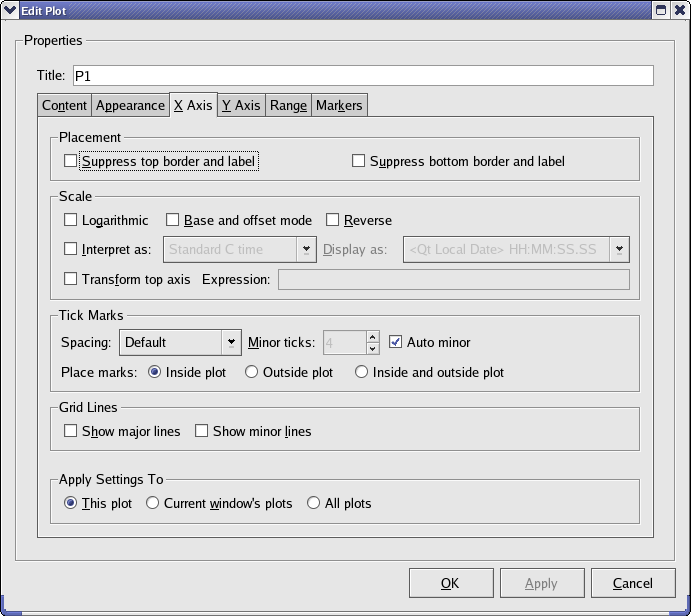 Edit Plot
Properties
Title: P1
Content Appearance X Axis Y Axis Range Markers
Placement
Suppress top border and label Suppress bottom border and label
Scale
Logarithmic Base and offset mode Reverse
Interpret as: Standard C time Display as: <Qt Local Date> HH:MM:SS.SS
Transform top axis Expression:
Tick Marks
Spacing: Default Minor ticks: 4 Auto minor
Place marks: Inside plot Outside plot Inside and outside plot
Grid Lines
Show major lines Show minor lines
Apply Settings To
This plot Current window's plots All plots
OK Apply Cancel